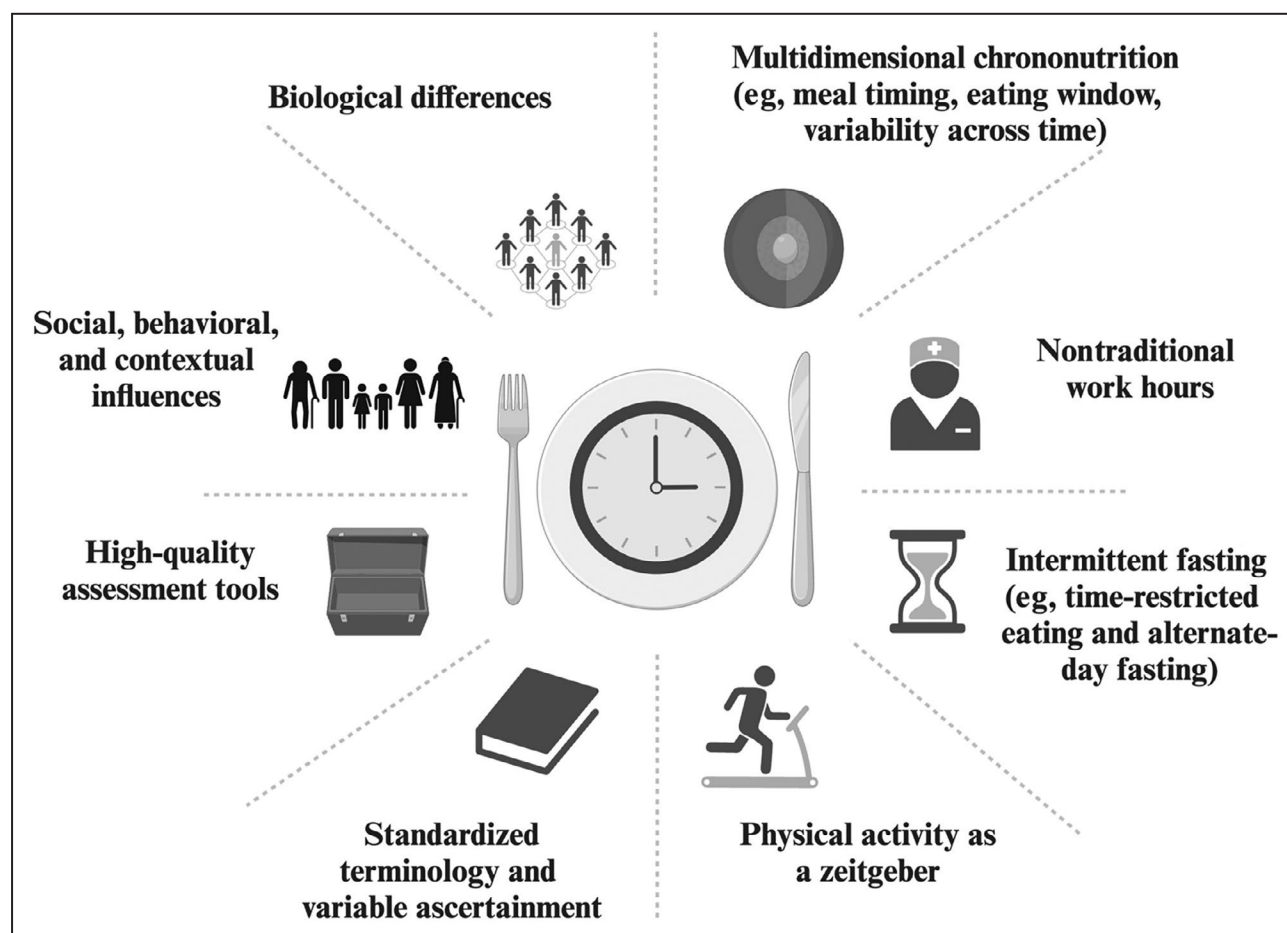 Biological differences
Multidimensional chrononutrition
(eg, meal timing, eating window,
variability across time)
Social, behavioral,
and contextual
influences
Nontraditional
work hours
High-quality
assessment tools
Intermittent fasting
(eg, time-restricted
eating and alternate-
day fasting)
Standardized
terminology and
variable ascertainment
Physical activity as
a zeitgeber